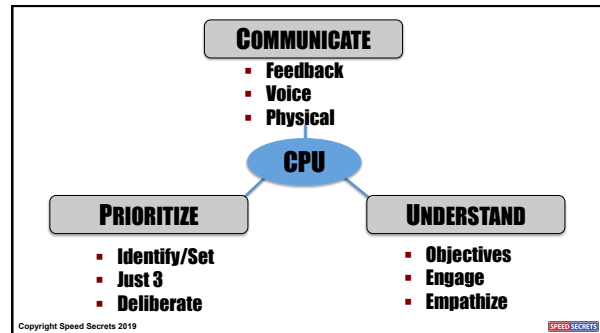 COMMUNICATE
▪ Feedback
▪ Voice
▪ Physical
CPU
PRIORITIZE
▪ Identify/Set
▪ Just 3
▪ Deliberate
UNDERSTAND
▪ Objectives
▪ Engage
▪ Empathize
Copyright Speed Secrets 2019
SPEED SECRETS